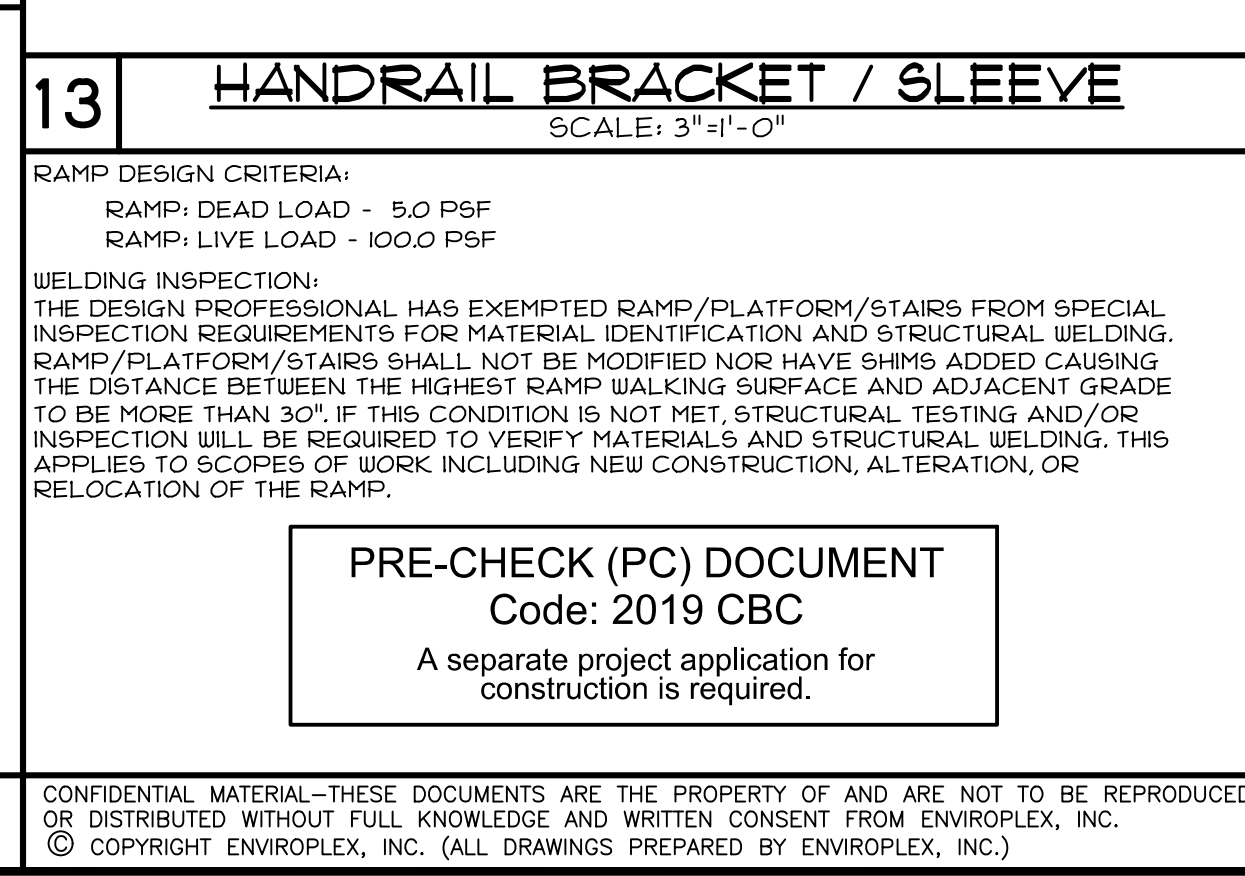 13
HANDRAIL BRACKET / SLEEVE
SCALE: 3"=1'-0"
RAMP DESIGN CRITERIA:
RAMP: DEAD LOAD - 5.0 PSF
RAMP: LIVE LOAD - 100.0 PSF
WELDING INSPECTION:
THE DESIGN PROFESSIONAL HAS EXEMPTED RAMP/PLATFORM/STAIRS FROM SPECIAL
INSPECTION REQUIREMENTS FOR MATERIAL IDENTIFICATION AND STRUCTURAL WELDING.
RAMP/PLATFORM/STAIRS SHALL NOT BE MODIFIED NOR HAVE SHIMS ADDED CAUSING
THE DISTANCE BETWEEN THE HIGHEST RAMP WALKING SURFACE AND ADJACENT GRADE
TO BE MORE THAN 30". IF THIS CONDITION IS NOT MET, STRUCTURAL TESTING AND/OR
INSPECTION WILL BE REQUIRED TO VERIFY MATERIALS AND STRUCTURAL WELDING. THIS
APPLIES TO SCOPES OF WORK INCLUDING NEW CONSTRUCTION, ALTERATION, OR
RELOCATION OF THE RAMP.
PRE-CHECK (PC) DOCUMENT
Code: 2019 CBC
A separate project application for
construction is required.
CONFIDENTIAL MATERIAL–THESE DOCUMENTS ARE THE PROPERTY OF AND ARE NOT TO BE REPRODUCED
OR DISTRIBUTED WITHOUT FULL KNOWLEDGE AND WRITTEN CONSENT FROM ENVIROPLEX, INC.
© COPYRIGHT ENVIROPLEX, INC. (ALL DRAWINGS PREPARED BY ENVIROPLEX, INC.)